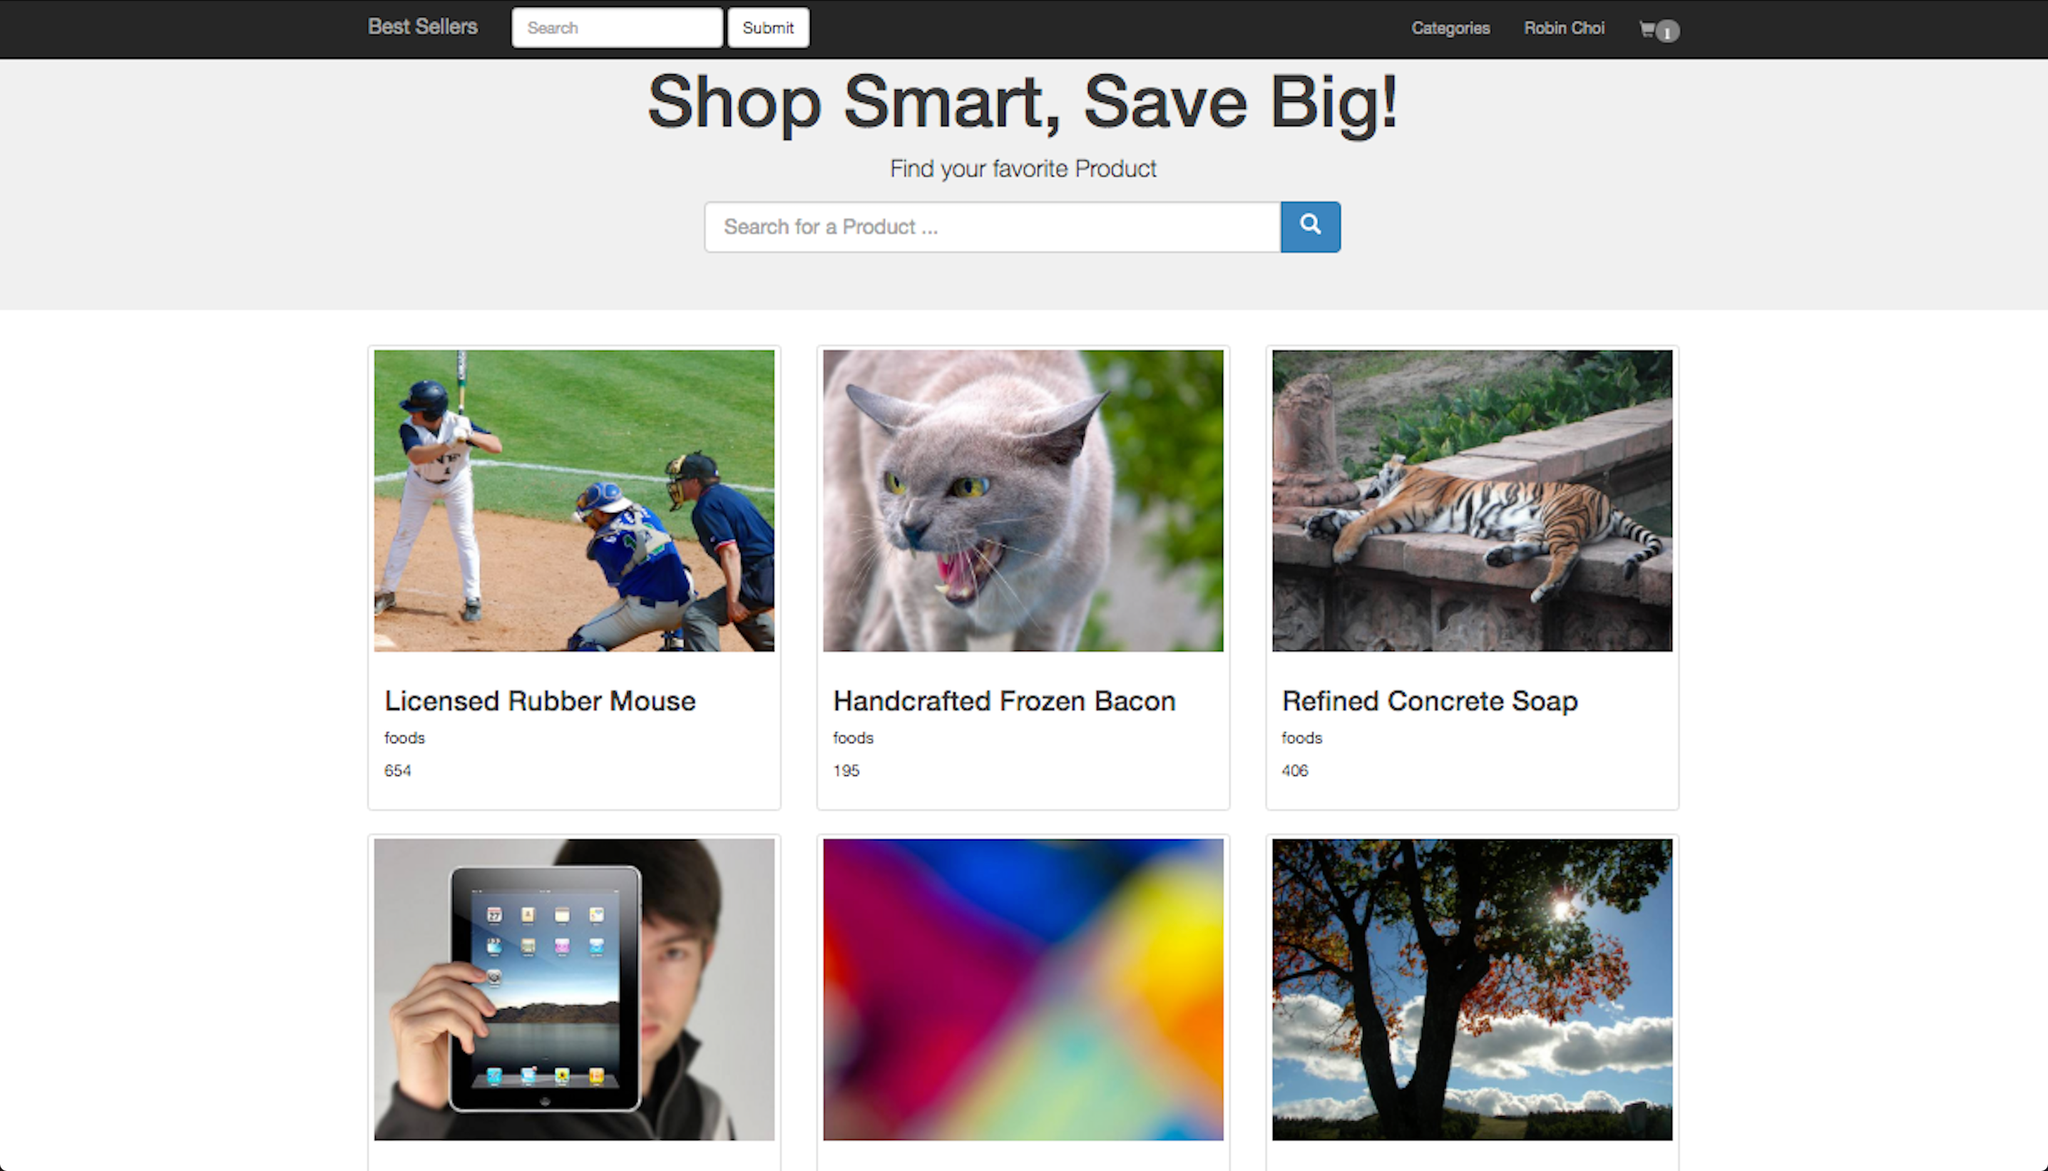 Best Sellers
Search
Submit
Categories
Robin Choi
1
Shop Smart, Save Big!
Find your favorite Product
Search for a Product ...
Licensed Rubber Mouse
foods
654
Handcrafted Frozen Bacon
foods
195
Refined Concrete Soap
foods
406
27